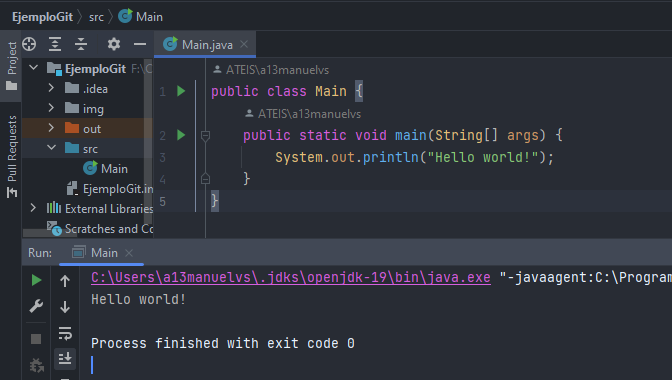 EjemploGit src Main
Project
Pull Requests
EjemploGit F:\
.idea
img
out
src
Main
EjemploGit.in
External Libraries
Scratches and Co
Main.java
ATEIS\a13manuelvs
1 public class Main {
ATEIS\a13manuelvs
2 public static void main(String[] args) {
3 System.out.println("Hello world!");
4 }
5 }
Run: Main
C:\Users\a13manuelvs\.jdks\openjdk-19\bin\java.exe "-javaagent:C:\Program
Hello world!
Process finished with exit code 0